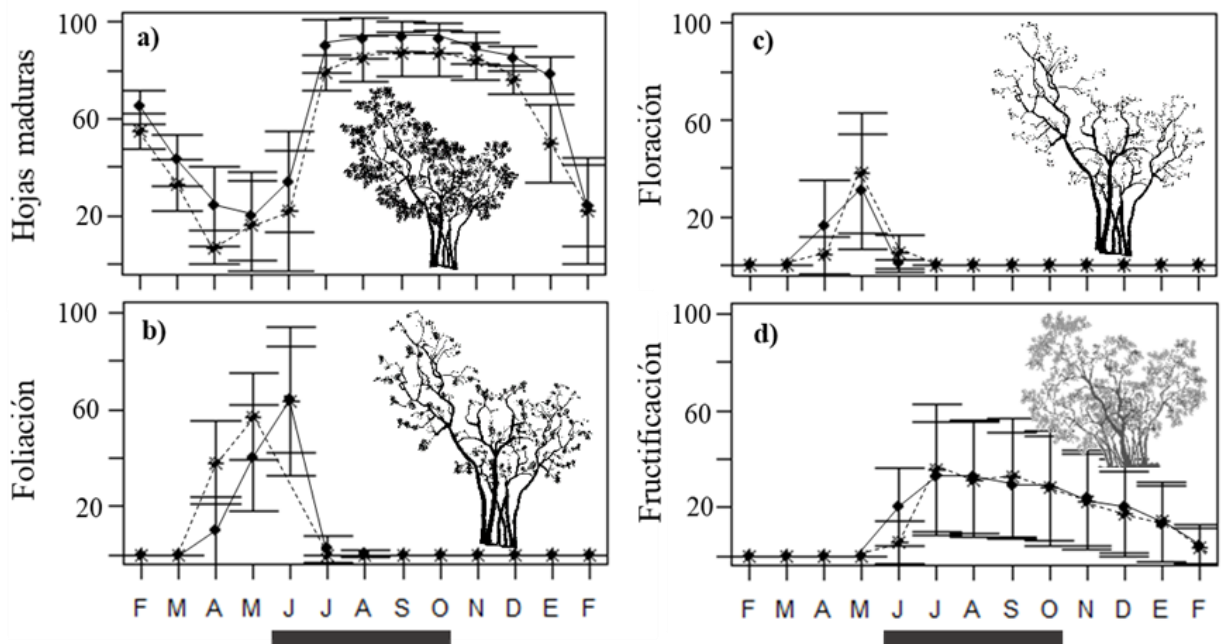 Hojas maduras
100
60
20
a)
Floración
100
60
20
c)
Foliación
100
60
20
b)
F M A M J J A S O N D E F
Fructificación
100
60
20
d)
F M A M J J A S O N D E F